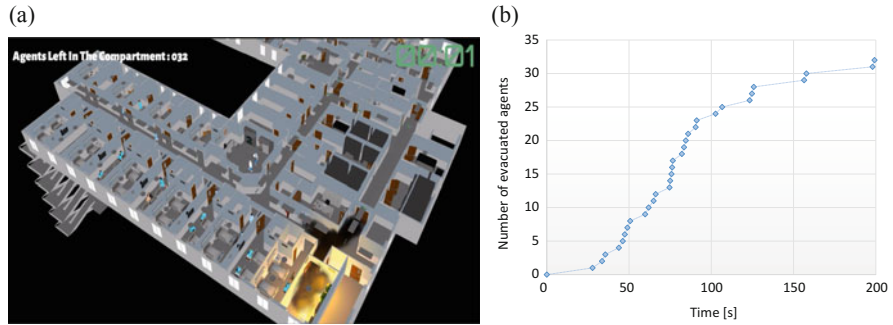 (a)
Agents Left In The Compartment : 032
00:01
(b)
Number of evacuated agents
35
30
25
20
15
10
5
0
0 50 100 150 200
Time [s]